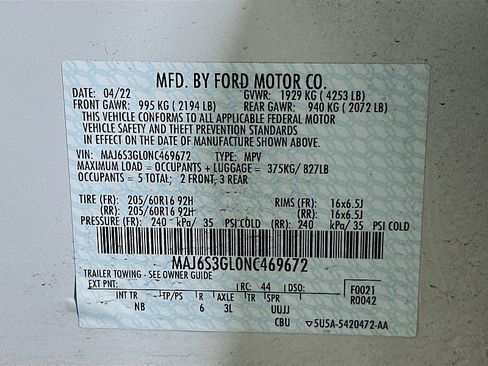 MFD. BY FORD MOTOR CO.
DATE: 04/22 GVWR: 1929 KG ( 4253 LB)
FRONT GAWR: 995 KG ( 2194 LB) REAR GAWR: 940 KG ( 2072 LB)
THIS VEHICLE CONFORMS TO ALL APPLICABLE FEDERAL MOTOR
VEHICLE SAFETY AND THEFT PREVENTION STANDARDS
IN EFFECT ON THE DATE OF MANUFACTURE SHOWN ABOVE.
VIN: MAJ6S3GL0NC469672 TYPE: MPV
MAXIMUM LOAD = OCCUPANTS + LUGGAGE = 375KG/ 827LB
OCCUPANTS = 5 TOTAL; 2 FRONT, 3 REAR
TIRE (FR): 205/60R16 92H RIMS (FR): 16x6.5J
(RR): 205/60R16 92H (RR): 16x6.5J
PRESSURE (FR): 240 kPa/ 35 PSI COLD (RR): 240 kPa/ 35 PSI COLD
MAJ6S3GL0NC469672
TRAILER TOWING - SEE OWNER GUIDE
EXT PNT: RC: 44 DSO: F0021
R0042
INT TR TP/PS R AXLE TR SPR
NB 6 3L UUJJ
CBU ▽5U5A-5420472-AA